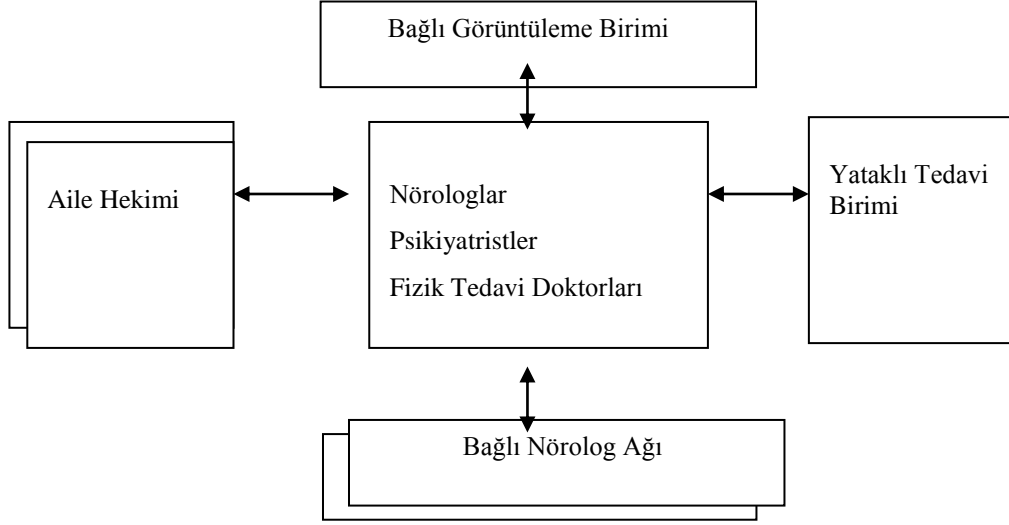 Bağlı Görüntüleme Birimi
Aile Hekimi
Nörologlar
Psikiyatristler
Fizik Tedavi Doktorları
Yataklı Tedavi
Birimi
Bağlı Nörolog Ağı